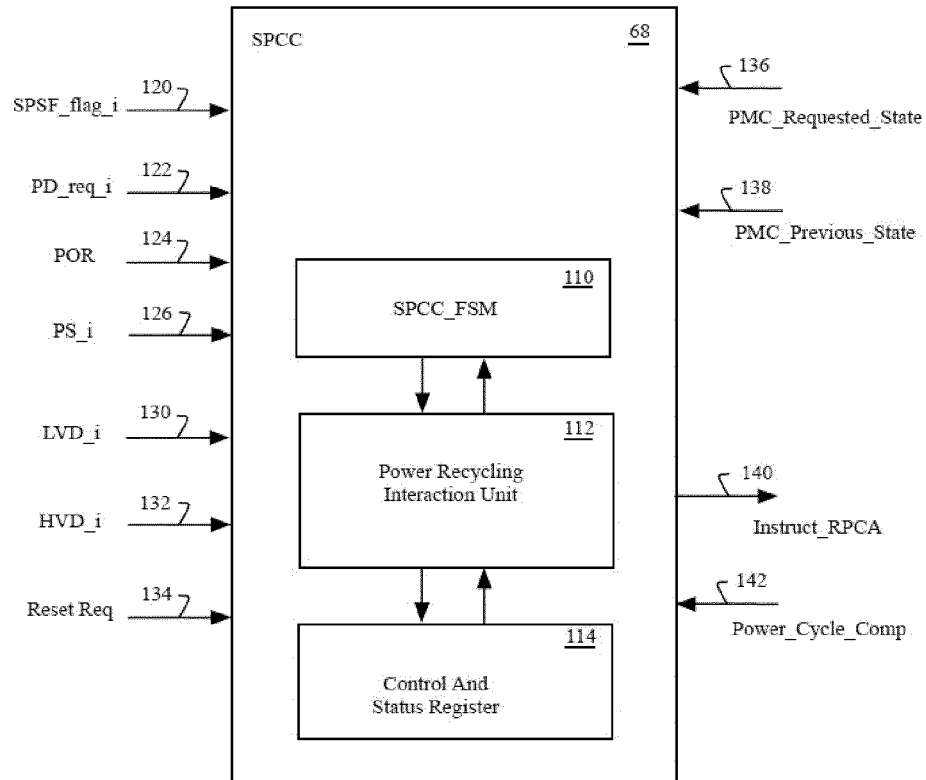 SPCC
68
120
SPSF_flag_i
136
PMC_Requested_State
122
PD_req_i
138
PMC_Previous_State
124
POR
110
SPCC_FSM
126
PS_i
130
LVD_i
112
Power Recycling
Interaction Unit
132
HVD_i
140
Instruct_RPCA
134
Reset Req
142
Power_Cycle_Comp
114
Control And
Status Register